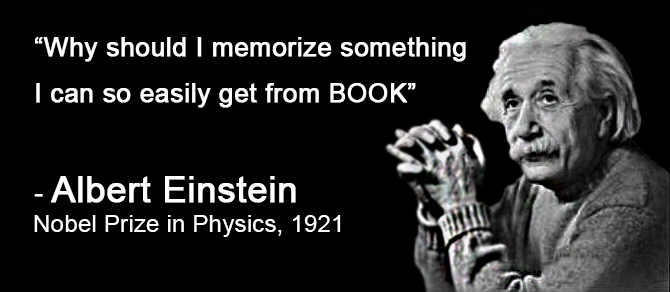 “Why should I memorize something
I can so easily get from BOOK”
- Albert Einstein
Nobel Prize in Physics, 1921